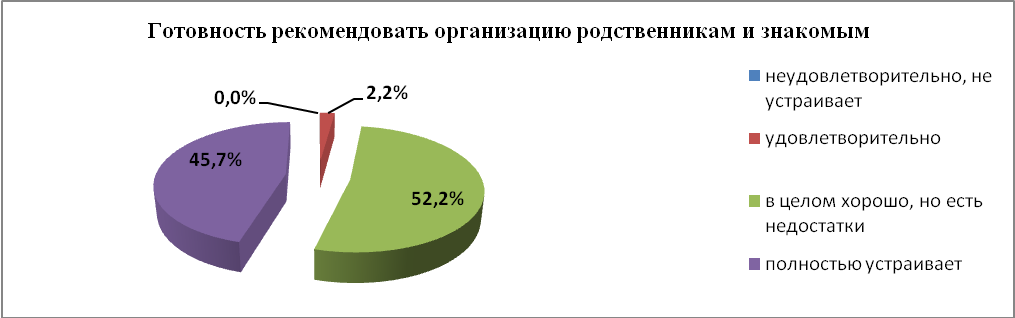 Готовность рекомендовать организацию родственникам и знакомым
0,0%
2,2%
45,7%
52,2%
неудовлетворительно, не
устраивает
удовлетворительно
в целом хорошо, но есть
недостатки
полностью устраивает